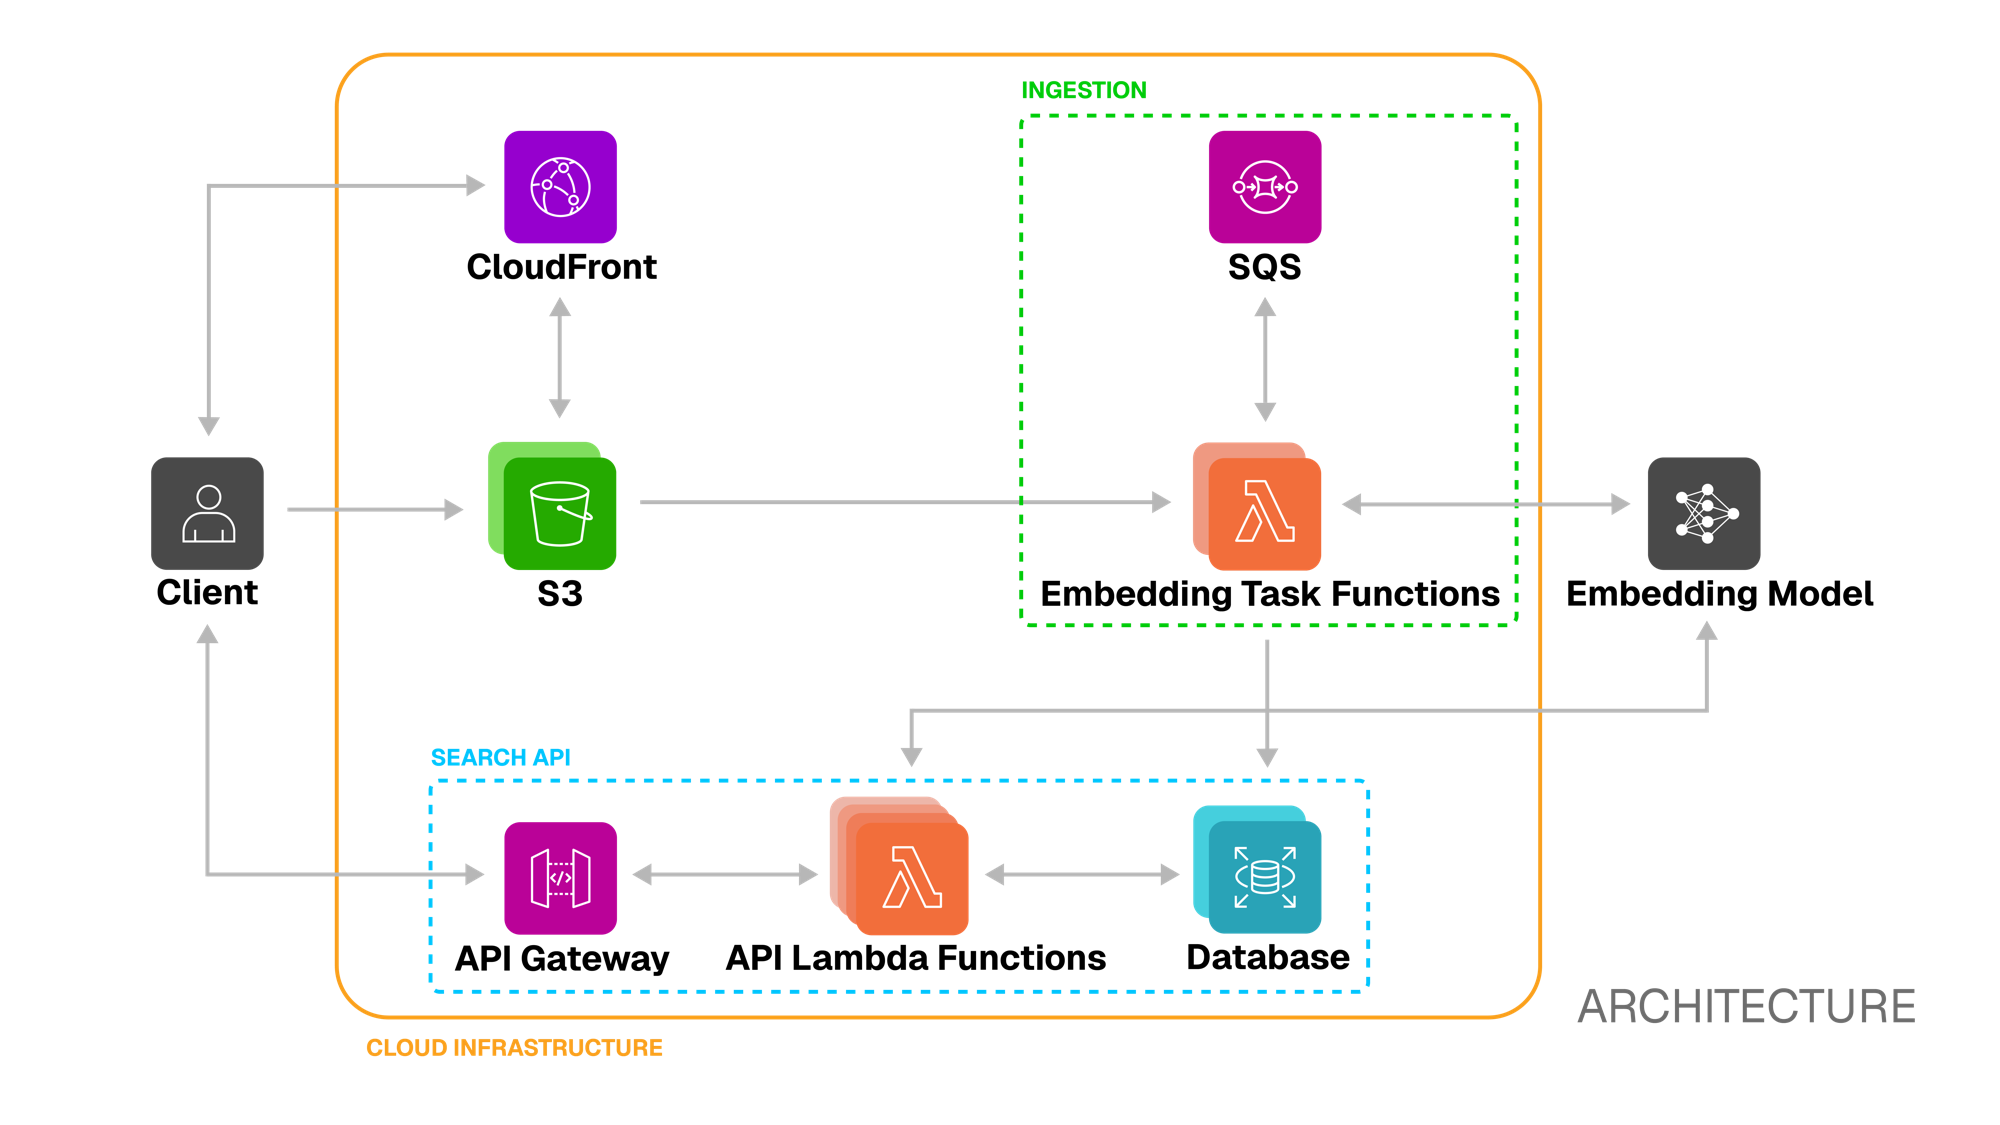 INGESTION
CloudFront
SQS
Client
S3
Embedding Task Functions
Embedding Model
SEARCH API
</>
API Gateway
API Lambda Functions
Database
ARCHITECTURE
CLOUD INFRASTRUCTURE